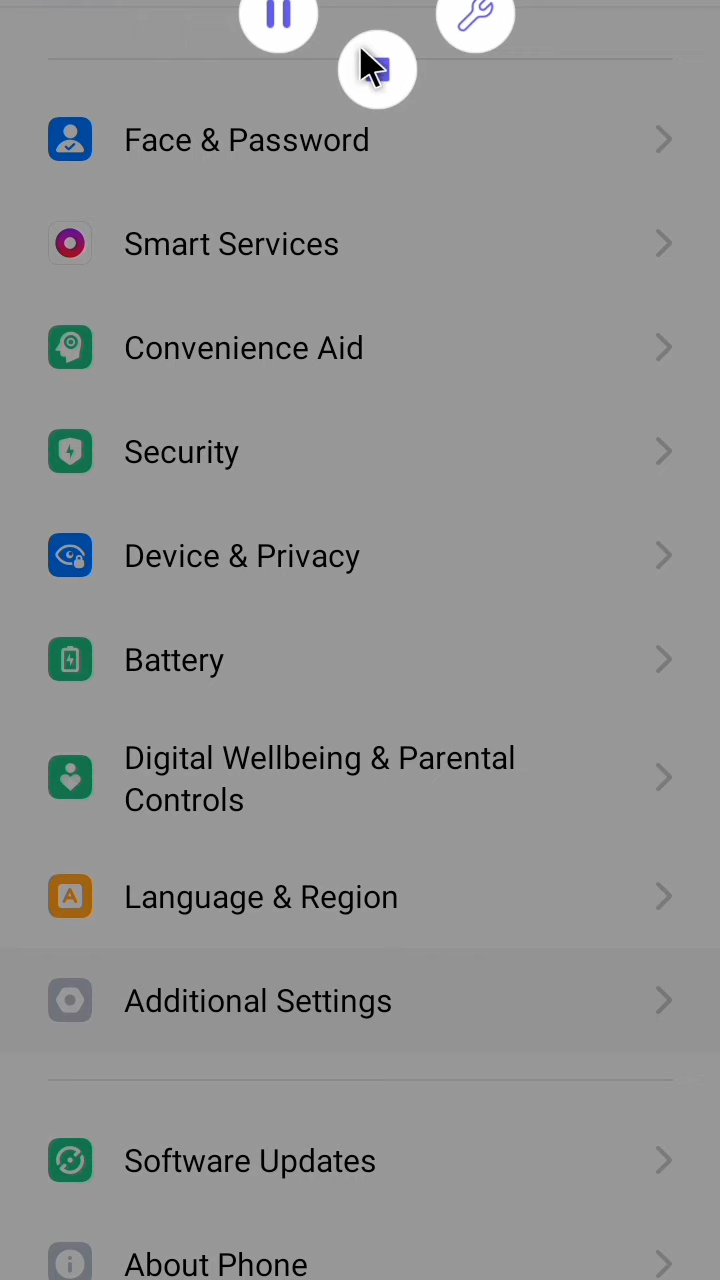 Face & Password
Smart Services
Convenience Aid
Security
Device & Privacy
Battery
Digital Wellbeing & Parental
Controls
Language & Region
Additional Settings
Software Updates
About Phone